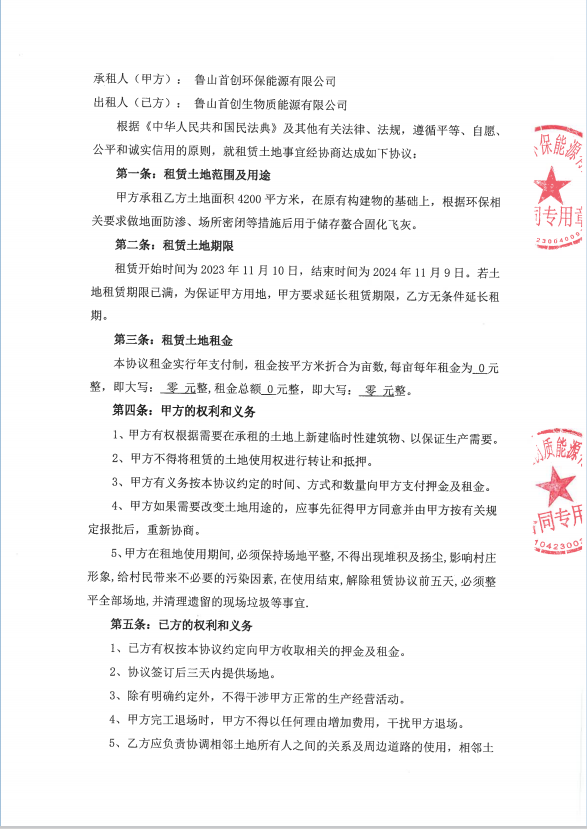 承租人（甲方）： 鲁山首创环保能源有限公司
出租人（已方）： 鲁山首创生物质能源有限公司
根据《中华人民共和国民法典》及其他有关法律、法规，遵循平等、自愿、
公平和诚实信用的原则，就租赁土地事宜经协商达成如下协议：
第一条：租赁土地范围及用途
甲方承租乙方土地面积 4200 平方米，在原有构建物的基础上，根据环保相
关要求做地面防渗、场所密闭等措施后用于储存螯合固化飞灰。
第二条：租赁土地期限
租赁开始时间为 2023 年 11 月 10 日，结束时间为 2024 年 11 月 9 日。若土
地租赁期限已满，为保证甲方用地，甲方要求延长租赁期限，乙方无条件延长租
期。
第三条：租赁土地租金
本协议租金实行年支付制，租金按平方米折合为亩数，每亩每年租金为 0 元
整，即大写： 零 元整，租金总额 0 元整，即大写： 零 元整。
第四条：甲方的权利和义务
1、甲方有权根据需要在承租的土地上新建临时性建筑物、以保证生产需要。
2、甲方不得将租赁的土地使用权进行转让和抵押。
3、甲方有义务按本协议约定的时间、方式和数量向甲方支付押金及租金。
4、甲方如果需要改变土地用途的，应事先征得甲方同意并由甲方按有关规
定报批后，重新协商。
5、甲方在租地使用期间，必须保持场地平整，不得出现堆积及扬尘，影响村庄
形象，给村民带来不必要的污染因素，在使用结束，解除租赁协议前五天，必须整
平全部场地，并清理遗留的现场垃圾等事宜.
第五条：已方的权利和义务
1、已方有权按本协议约定向甲方收取相关的押金及租金。
2、协议签订后三天内提供场地。
3、除有明确约定外，不得干涉甲方正常的生产经营活动。
4、甲方完工退场时，甲方不得以任何理由增加费用，干扰甲方退场。
5、乙方应负责协调相邻土地所有人之间的关系及周边道路的使用，相邻土
保能源
同专用章
质能源
合同专用